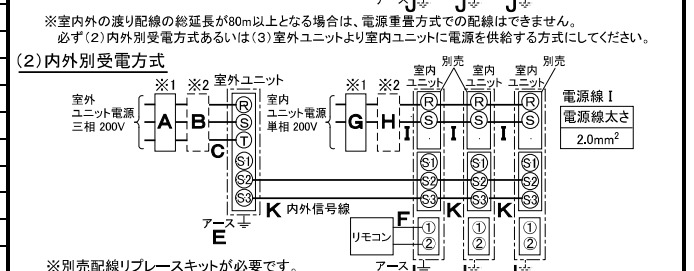 アース J J J
※室内外の渡り配線の総延長が80m以上となる場合は、電源重畳方式での配線はできません。
必ず(2)内外別受電方式あるいは(3)室外ユニットより室内ユニットに電源を供給する方式にしてください。
(2)内外別受電方式
別売 別売
※1 ※2 室外ユニット ※1 ※2 室内ユニット 室内ユニット 室内ユニット
室外ユニット電源 三相 200V
A B C
R
S
T
S1
S2
S3
室内ユニット電源 単相 200V
G H I I I
R R R
S S S
S1 S1 S1
S2 S2 S2
S3 S3 S3
電源線 I
電源線太さ
2.0mm²
K 内外信号線 K K
アース
E
リモコン F
① ① ①
② ② ②
※別売配線リプレースキットが必要です。
アース